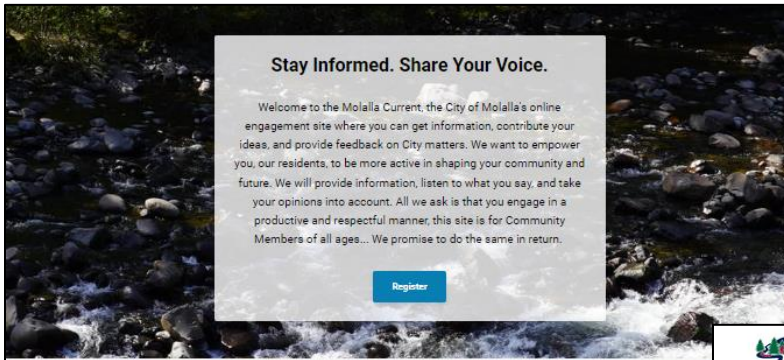 Stay Informed. Share Your Voice.
Welcome to the Molalla Current, the City of Molalla's online
engagement site where you can get information, contribute your
ideas, and provide feedback on City matters. We want to empower
you, our residents, to be more active in shaping your community and
future. We will provide information, listen to what you say, and take
your opinions into account. All we ask is that you engage in a
productive and respectful manner, this site is for Community
Members of all ages... We promise to do the same in return.
Register